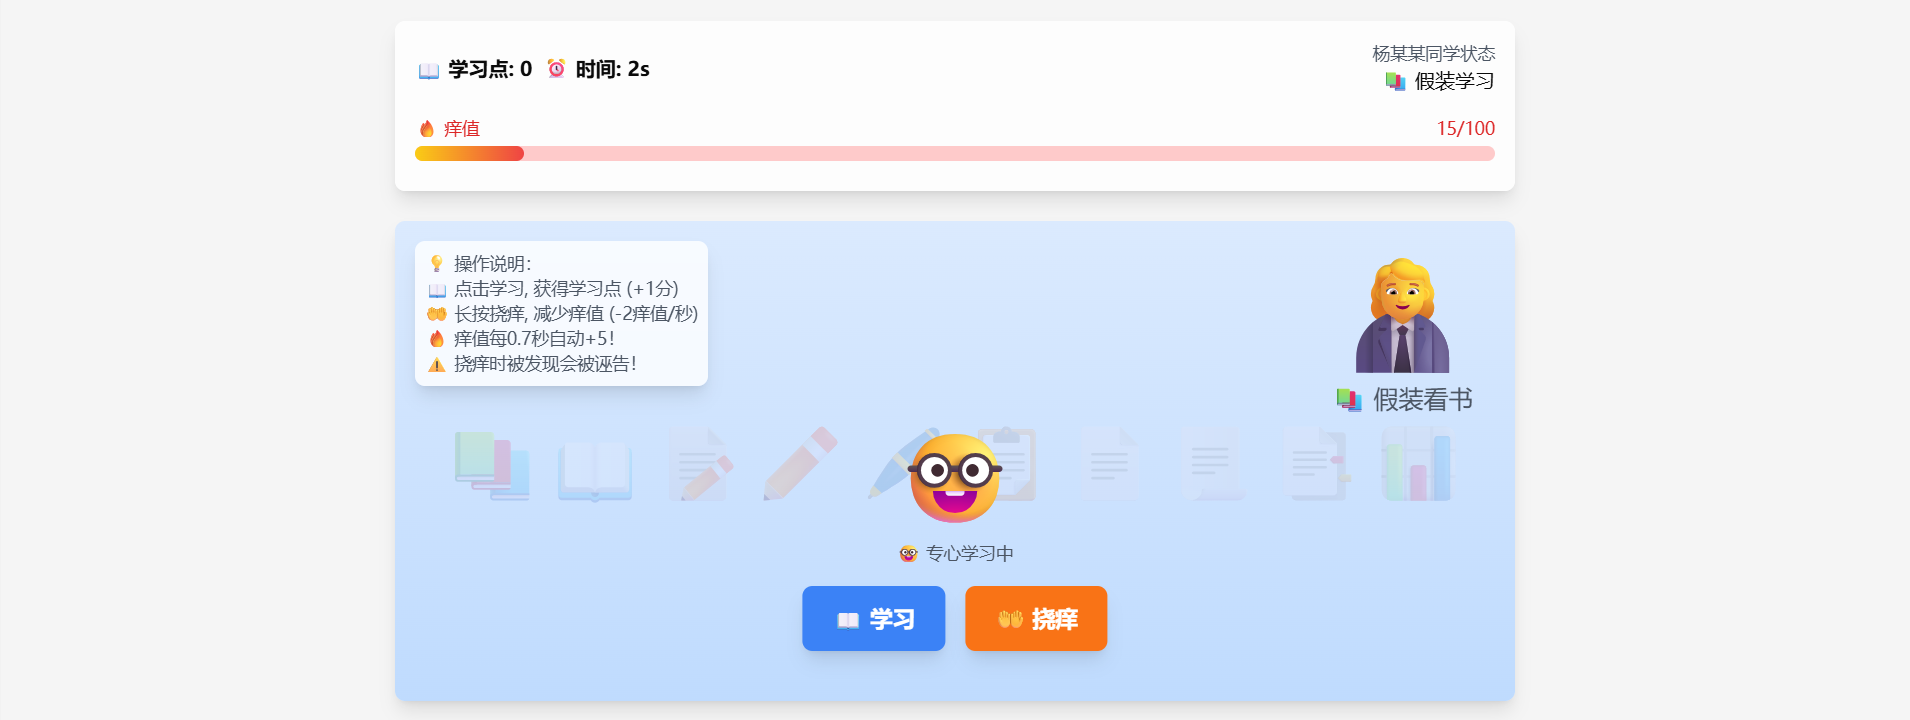 学习点: 0 时间: 2s
杨某某同学状态
假装学习
痒值 15/100
操作说明:
点击学习, 获得学习点 (+1分)
长按挠痒, 减少痒值 (-2痒值/秒)
痒值每0.7秒自动+5!
挠痒时被发现会被诬告!
假装看书
专心学习中
学习 挠痒